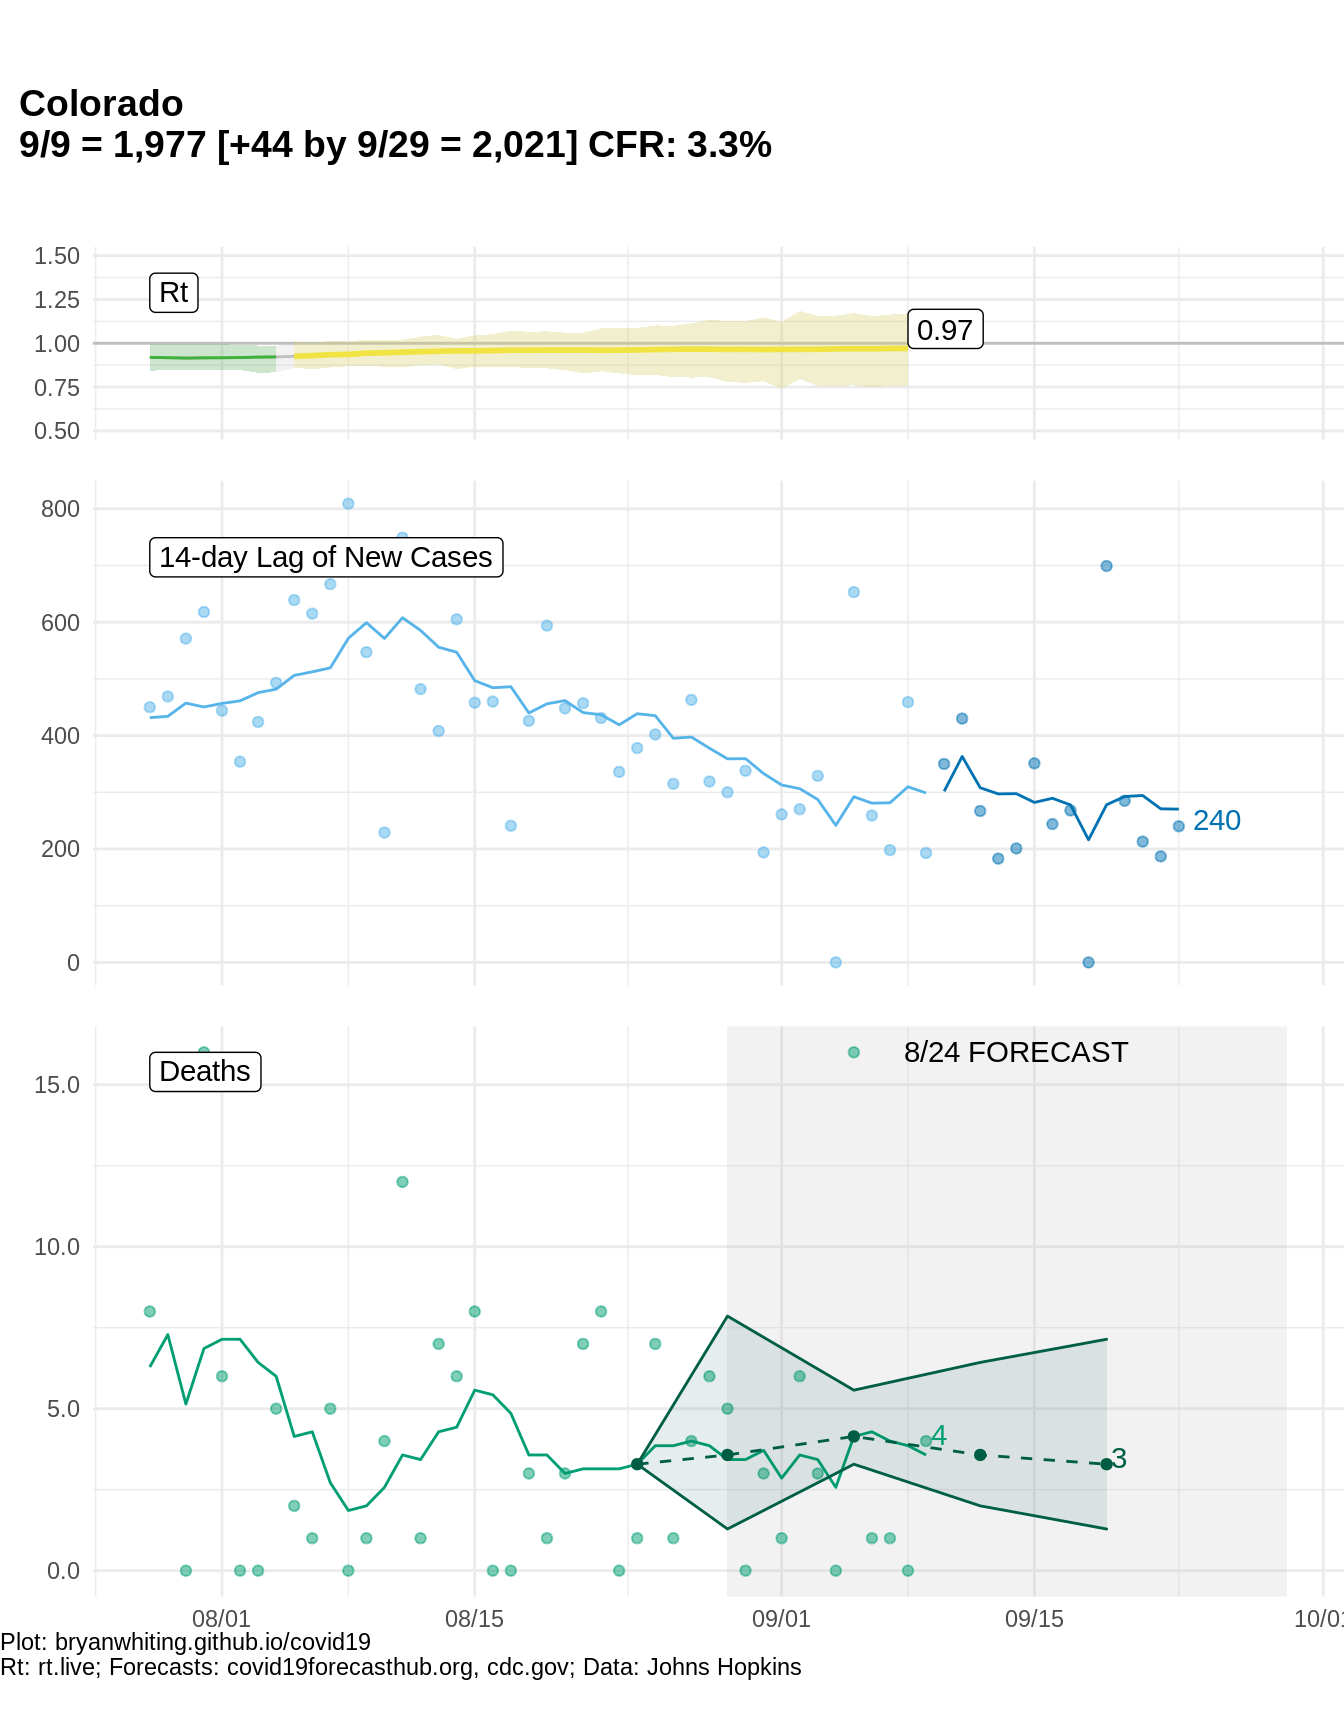 Colorado
9/9 = 1,977 [+44 by 9/29 = 2,021] CFR: 3.3%
1.50
1.25
1.00
0.75
0.50
Rt
0.97
800
600
400
200
0
14-day Lag of New Cases
240
15.0
10.0
5.0
0.0
Deaths
8/24 FORECAST
4
3
08/01
08/15
09/01
09/15
10/01
Plot: bryanwhiting.github.io/covid19
Rt: rt.live; Forecasts: covid19forecasthub.org, cdc.gov; Data: Johns Hopkins